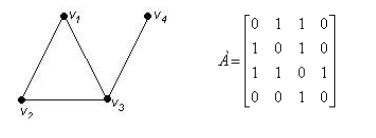 v₁
v₄
v₂
v₃
Ȧ =
0 1 1 0
1 0 1 0
1 1 0 1
0 0 1 0